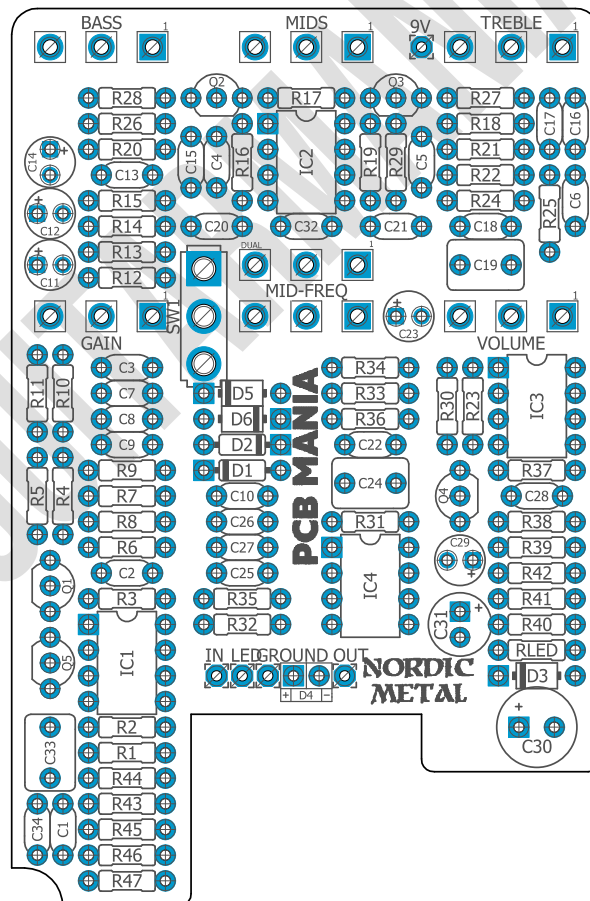 BASS
1
MIDS
1
9V
TREBLE
1
Q2
Q3
R28
R17
R27
R26
R18
C17
C16
R20
C14
+
C15
C4
R16
IC2
R19
R29
C5
R21
C13
R22
R15
R24
C6
R25
+
C12
R14
C20
C32
C21
C18
R13
DUAL
1
+
C11
R12
C19
SW1
MID-FREQ
1
1
+
C23
1
GAIN
VOLUME
C3
R34
R11
R10
C7
D5
R33
R30
R23
IC3
C8
D6
R36
C9
D2
C22
PCB MANIA
R9
D1
R37
R5
R4
R7
C10
C24
Q4
C28
R8
C26
R31
R38
R6
C27
C29
+
R39
Q1
C2
C25
IC4
R42
R3
R35
C31
+
R41
R32
R40
Q5
IC1
IN LED GROUND OUT
NORDIC
METAL
RLED
D3
+ D4 −
C33
R2
+
C30
R1
R44
C34
C1
R43
R45
R46
R47